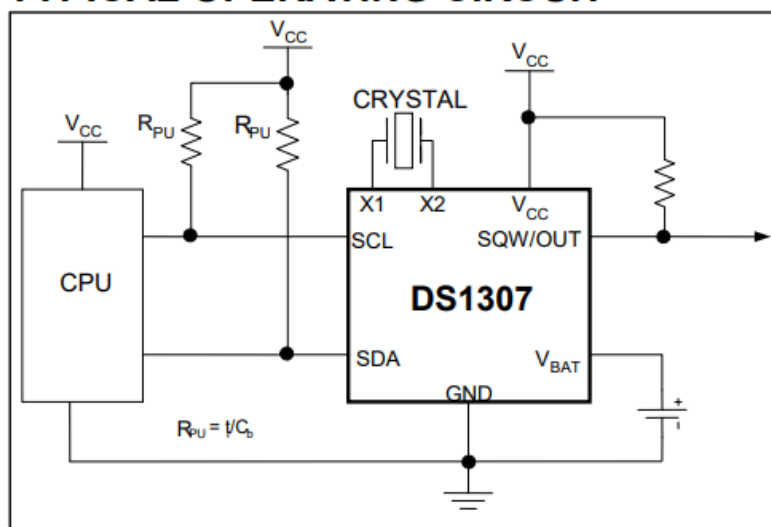 V_CC
V_CC
CRYSTAL
V_CC R_PU R_PU
X1 X2 V_CC
SCL SQW/OUT
CPU
DS1307
SDA V_BAT
GND
+
-
R_PU = t/C_b